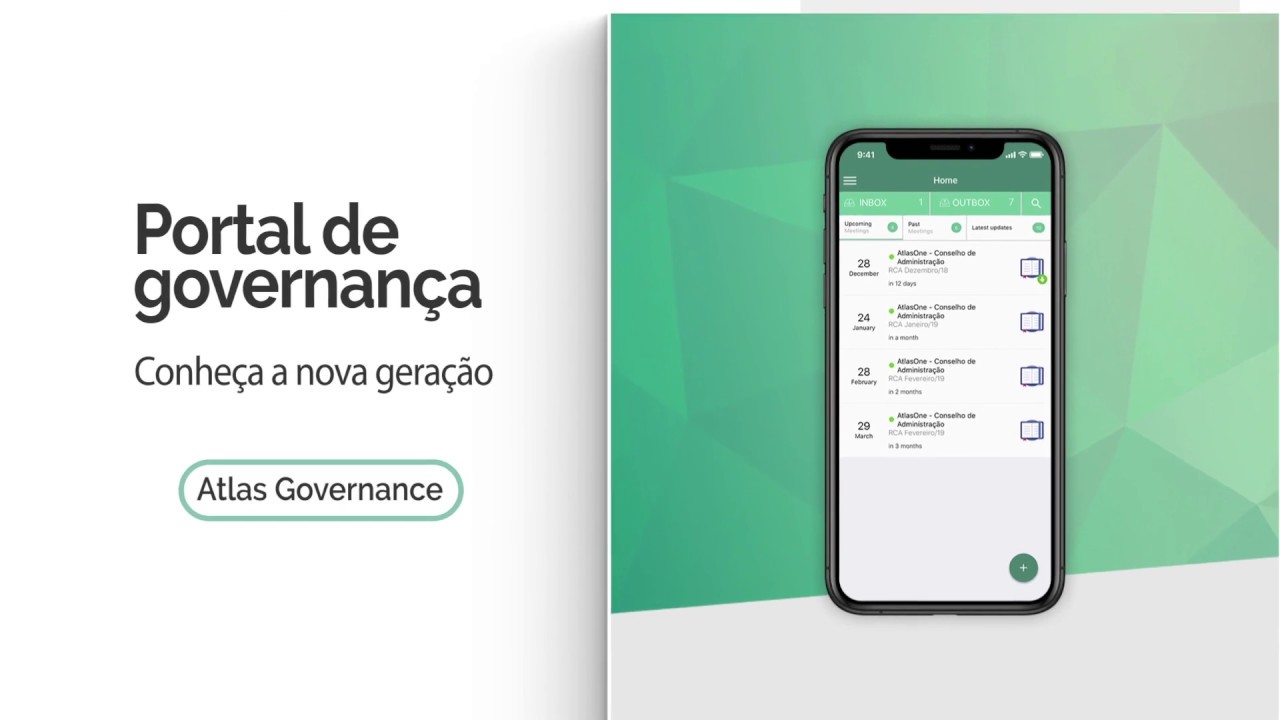 Portal de
governança
Conheça a nova geração
Atlas Governance
9:41
Home
INBOX 1 OUTBOX 7
Upcoming
Meetings
Past
Meetings
Latest updates
28
December
AtlasOne - Conselho de
Administração
RCA Dezembro/18
in 12 days
24
January
AtlasOne - Conselho de
Administração
RCA Janeiro/19
in a month
28
February
AtlasOne - Conselho de
Administração
RCA Fevereiro/19
in 2 months
29
March
AtlasOne - Conselho de
Administração
RCA Fevereiro/19
in 3 months
+